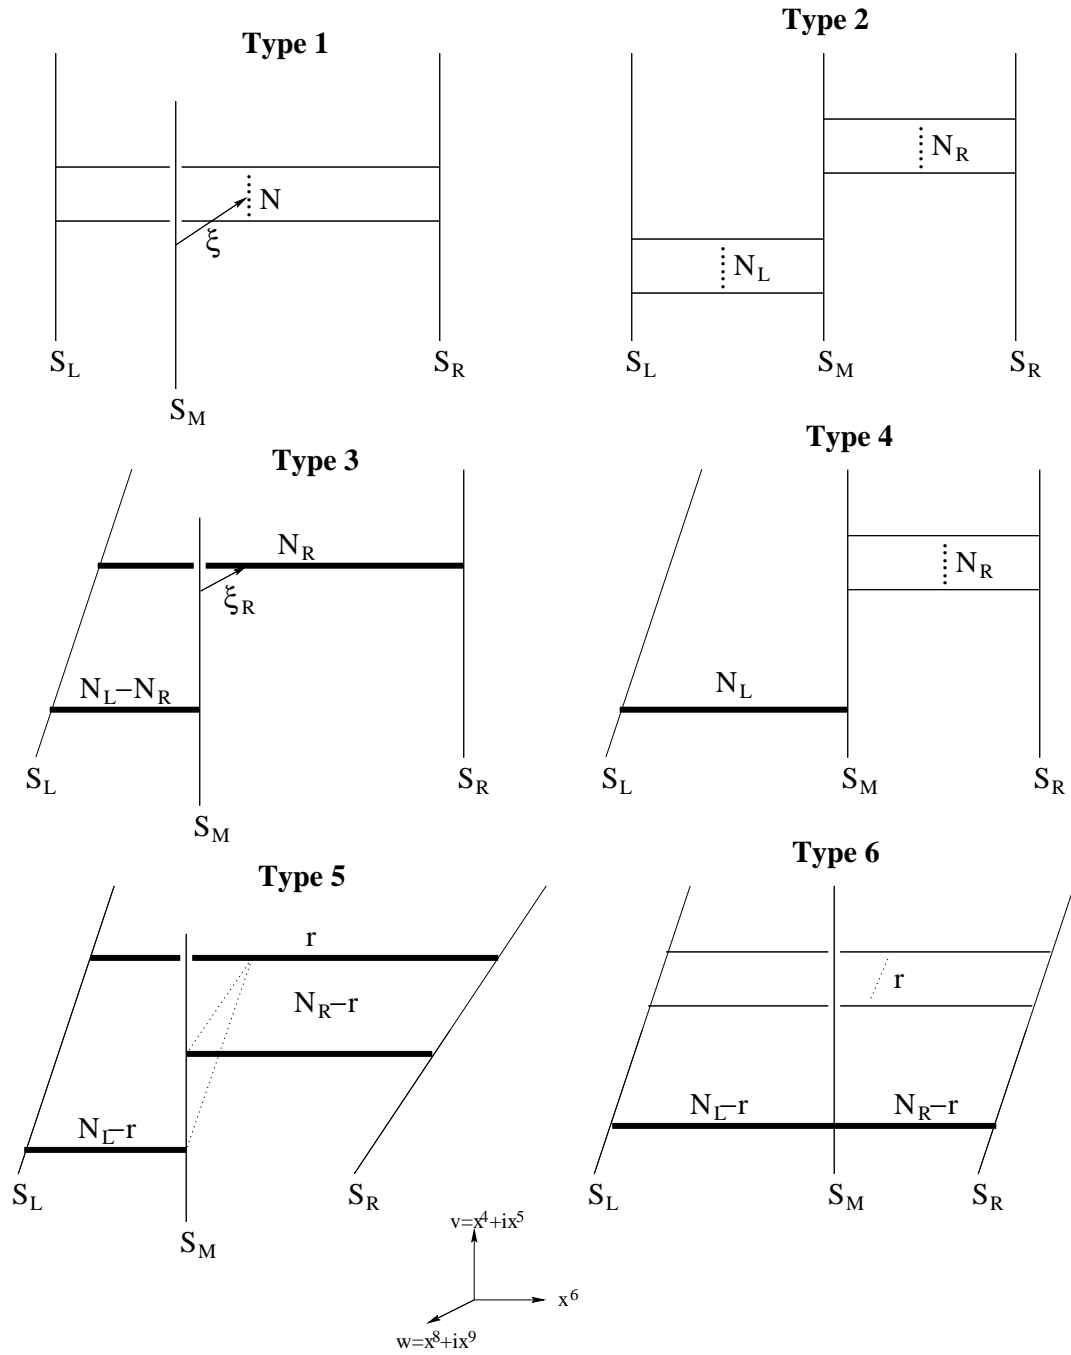 Type 1
N
ξ
S_L
S_R
S_M
Type 2
N_R
N_L
S_L
S_M
S_R
Type 3
N_R
ξ_R
N_L−N_R
S_L
S_R
S_M
Type 4
N_R
N_L
S_L
S_M
S_R
Type 5
r
N_R−r
N_L−r
S_L
S_R
S_M
Type 6
r
N_L−r
N_R−r
S_L
S_M
S_R
v=x^4+ix^5
x^6
w=x^8+ix^9